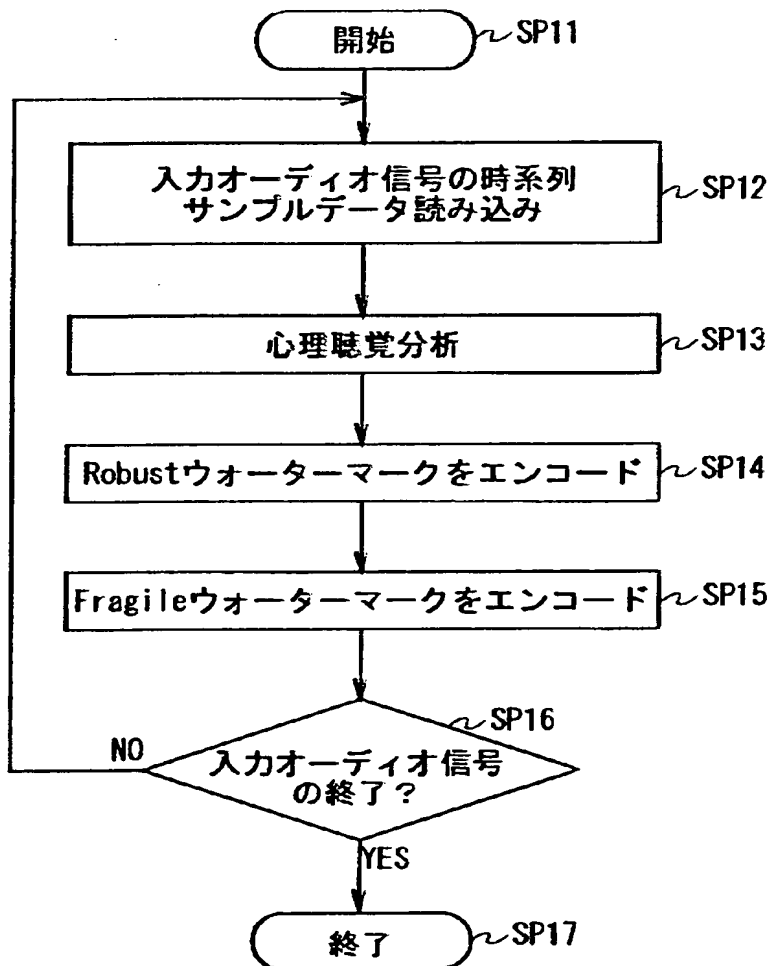 開始
SP11
入力オーディオ信号の時系列
サンプルデータ読み込み
SP12
心理聴覚分析
SP13
Robustウォーターマークをエンコード
SP14
Fragileウォーターマークをエンコード
SP15
SP16
NO
入力オーディオ信号
の終了?
YES
終了
SP17